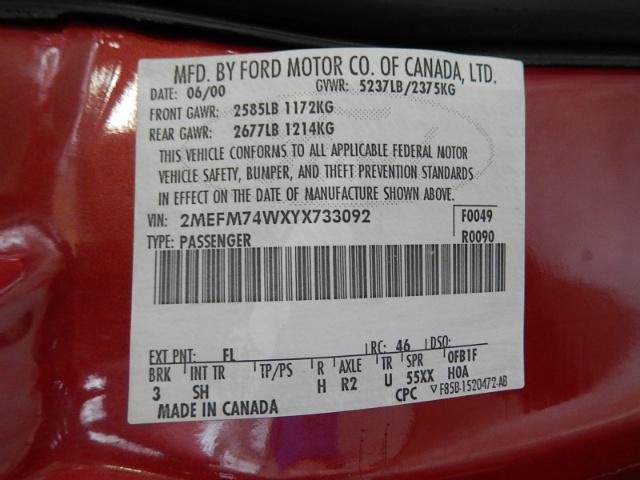 MFD. BY FORD MOTOR CO. OF CANADA, LTD.
DATE: 06/00 GVWR: 5237LB/2375KG
FRONT GAWR: 2585LB 1172KG
REAR GAWR: 2677LB 1214KG
THIS VEHICLE CONFORMS TO ALL APPLICABLE FEDERAL MOTOR
VEHICLE SAFETY, BUMPER, AND THEFT PREVENTION STANDARDS
IN EFFECT ON THE DATE OF MANUFACTURE SHOWN ABOVE.
VIN: 2MEFM74WXYX733092 F0049
TYPE: PASSENGER R0090
EXT PNT: FL RC: 46 DSO:
BRK INT TR TP/PS R AXLE TR SPR 0FB1F
3 SH H R2 U 55XX H0A
MADE IN CANADA CPC ▽F85B-1520472-AB